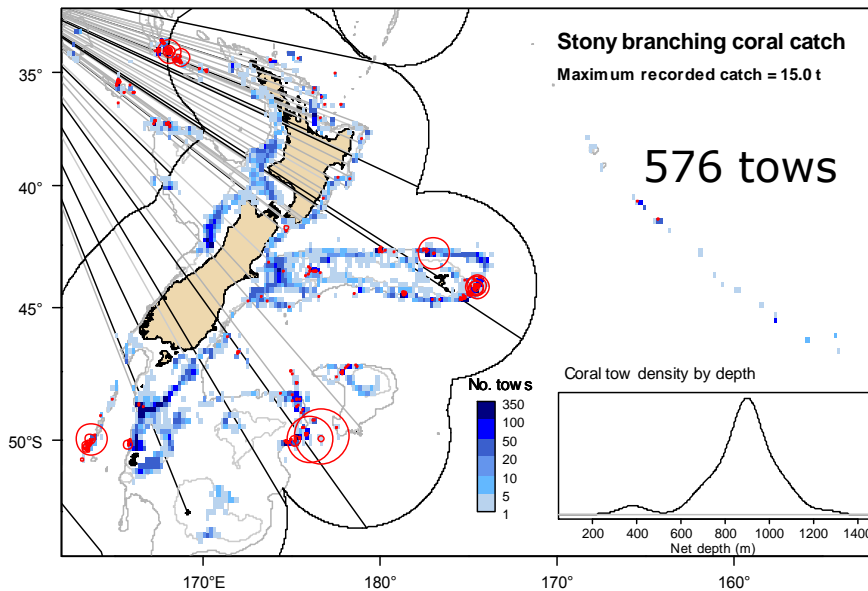 Stony branching coral catch
Maximum recorded catch = 15.0 t
576 tows
35°
40°
45°
50°S
No. tows
350
100
50
20
10
5
1
Coral tow density by depth
200
400
600
800
1000
1200
1400
Net depth (m)
170°E
180°
170°
160°